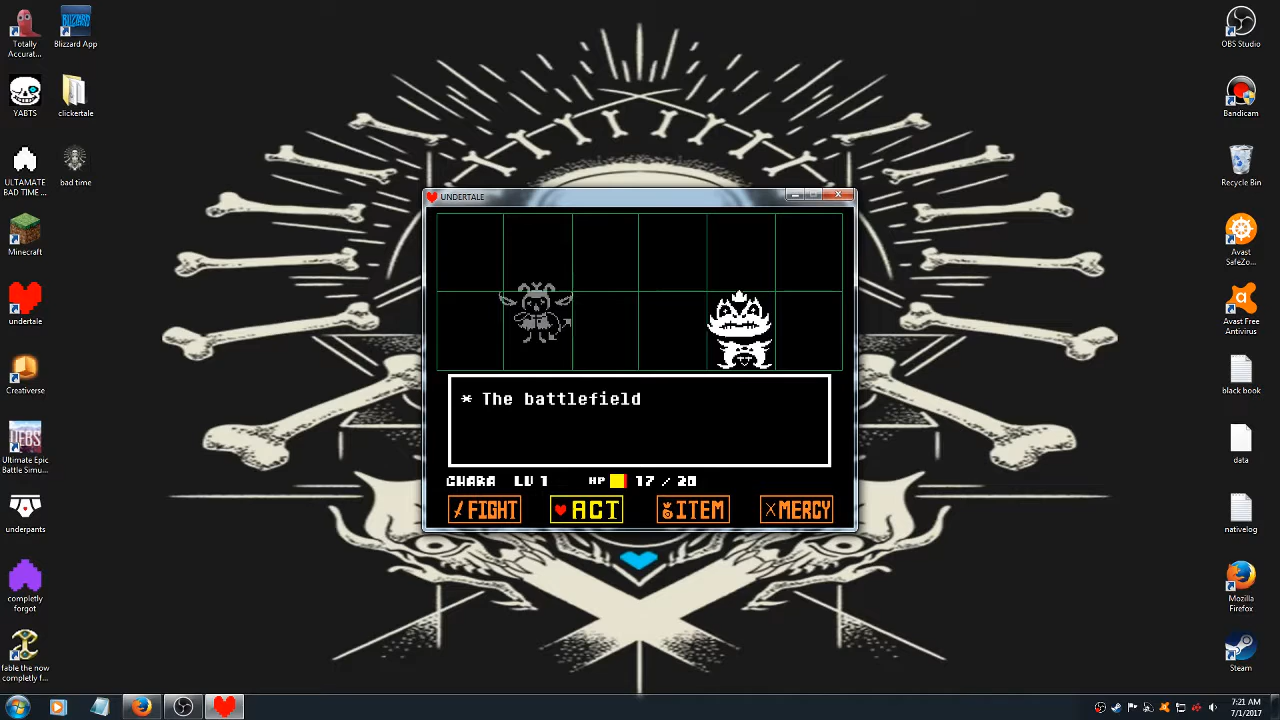 Totally
Accurat...
Blizzard App
YABTS
clickertale
ULTAMATE
BAD TIME ...
bad time
Minecraft
undertale
Creativerse
Ultimate Epic
Battle Simu...
underpants
completly
forgot
fable the now
completly f...
UNDERTALE
* The battlefield
CHARA LV 1 HP 17 / 20
FIGHT ACT ITEM MERCY
OBS Studio
Bandicam
Recycle Bin
Avast
SafeZo...
Avast Free
Antivirus
black book
data
nativelog
Mozilla
Firefox
Steam
7:21 AM
7/1/2017